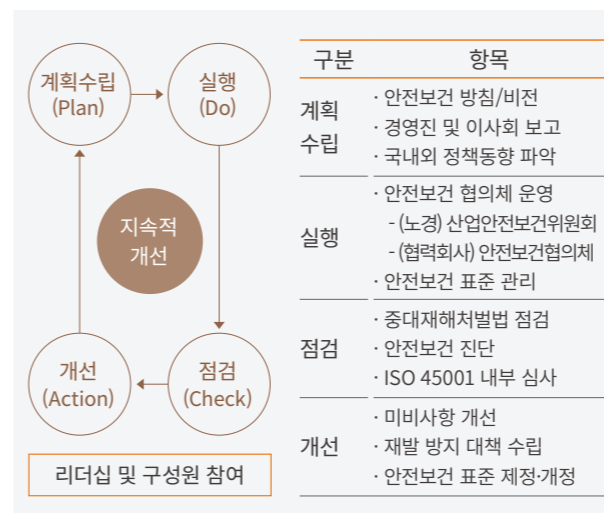 계획수립
(Plan)
실행
(Do)
지속적
개선
개선
(Action)
점검
(Check)
리더십 및 구성원 참여
구분 항목
계획
수립
· 안전보건 방침/비전
· 경영진 및 이사회 보고
· 국내외 정책동향 파악
실행
· 안전보건 협의체 운영
- (노경) 산업안전보건위원회
- (협력회사) 안전보건협의체
· 안전보건 표준 관리
점검
· 중대재해처벌법 점검
· 안전보건 진단
· ISO 45001 내부 심사
개선
· 미비사항 개선
· 재발 방지 대책 수립
· 안전보건 표준 제정·개정